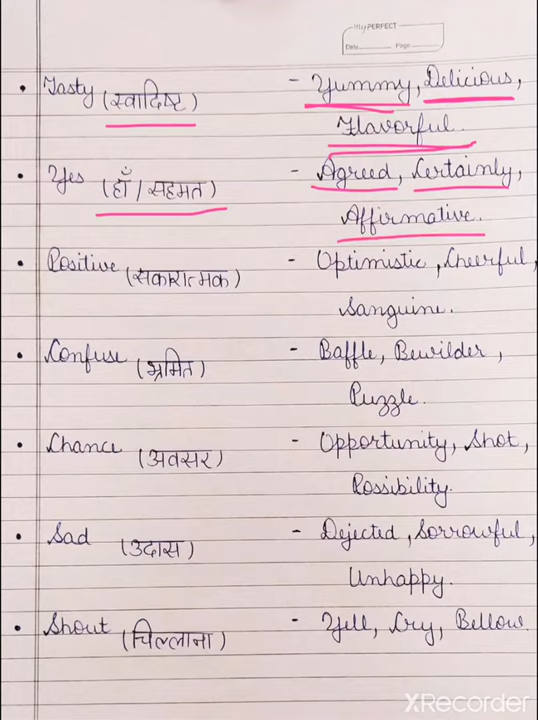 My PERFECT
Date Page
• Tasty (स्वादिष्ट) - Yummy, Delicious,
Flavorful.
• Yes (हाँ / सहमत) - Agreed, Certainly,
Affirmative.
• Positive (सकारात्मक) - Optimistic, Cheerful,
Sanguine.
• Confuse (भ्रमित) - Baffle, Bewilder,
Puzzle.
• Chance (अवसर) - Opportunity, Shot,
Possibility.
• Sad (उदास) - Dejected, Sorrowful,
Unhappy.
• Shout (चिल्लाना) - Yell, Cry, Bellow.
XRecorder